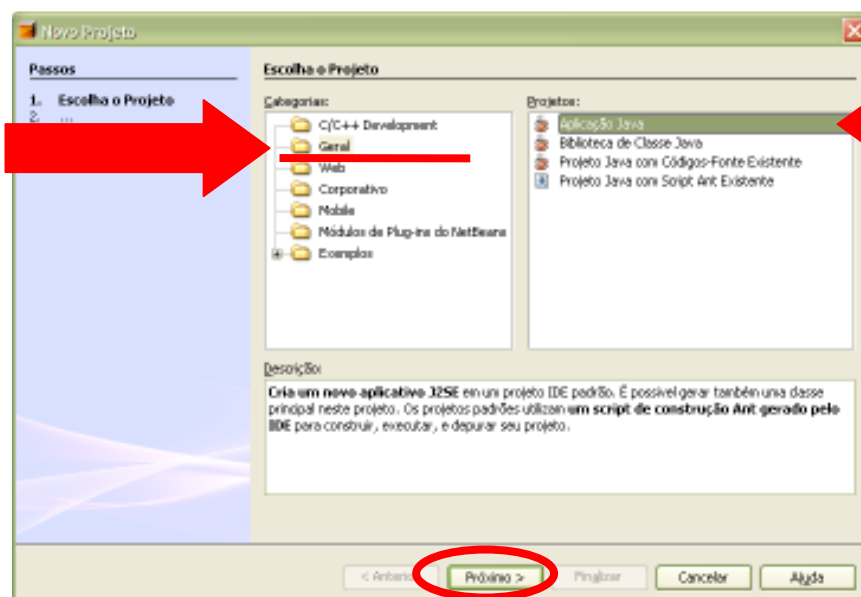 Novo Projeto
Passos
1. Escolha o Projeto
2. ...
Escolha o Projeto
Categorias:
C/C++ Development
Geral
Web
Corporativo
Mobile
Módulos de Plug-ins do NetBeans
Exemplos
Projetos:
Aplicação Java
Biblioteca de Classe Java
Projeto Java com Códigos-Fonte Existente
Projeto Java com Script Ant Existente
Descrição:
Cria um novo aplicativo J2SE em um projeto IDE padrão. É possível gerar também uma classe
principal neste projeto. Os projetos padrões utilizam um script de construção Ant gerado pelo
IDE para construir, executar, e depurar seu projeto.
< Anterior
Próximo >
Finalizar
Cancelar
Ajuda